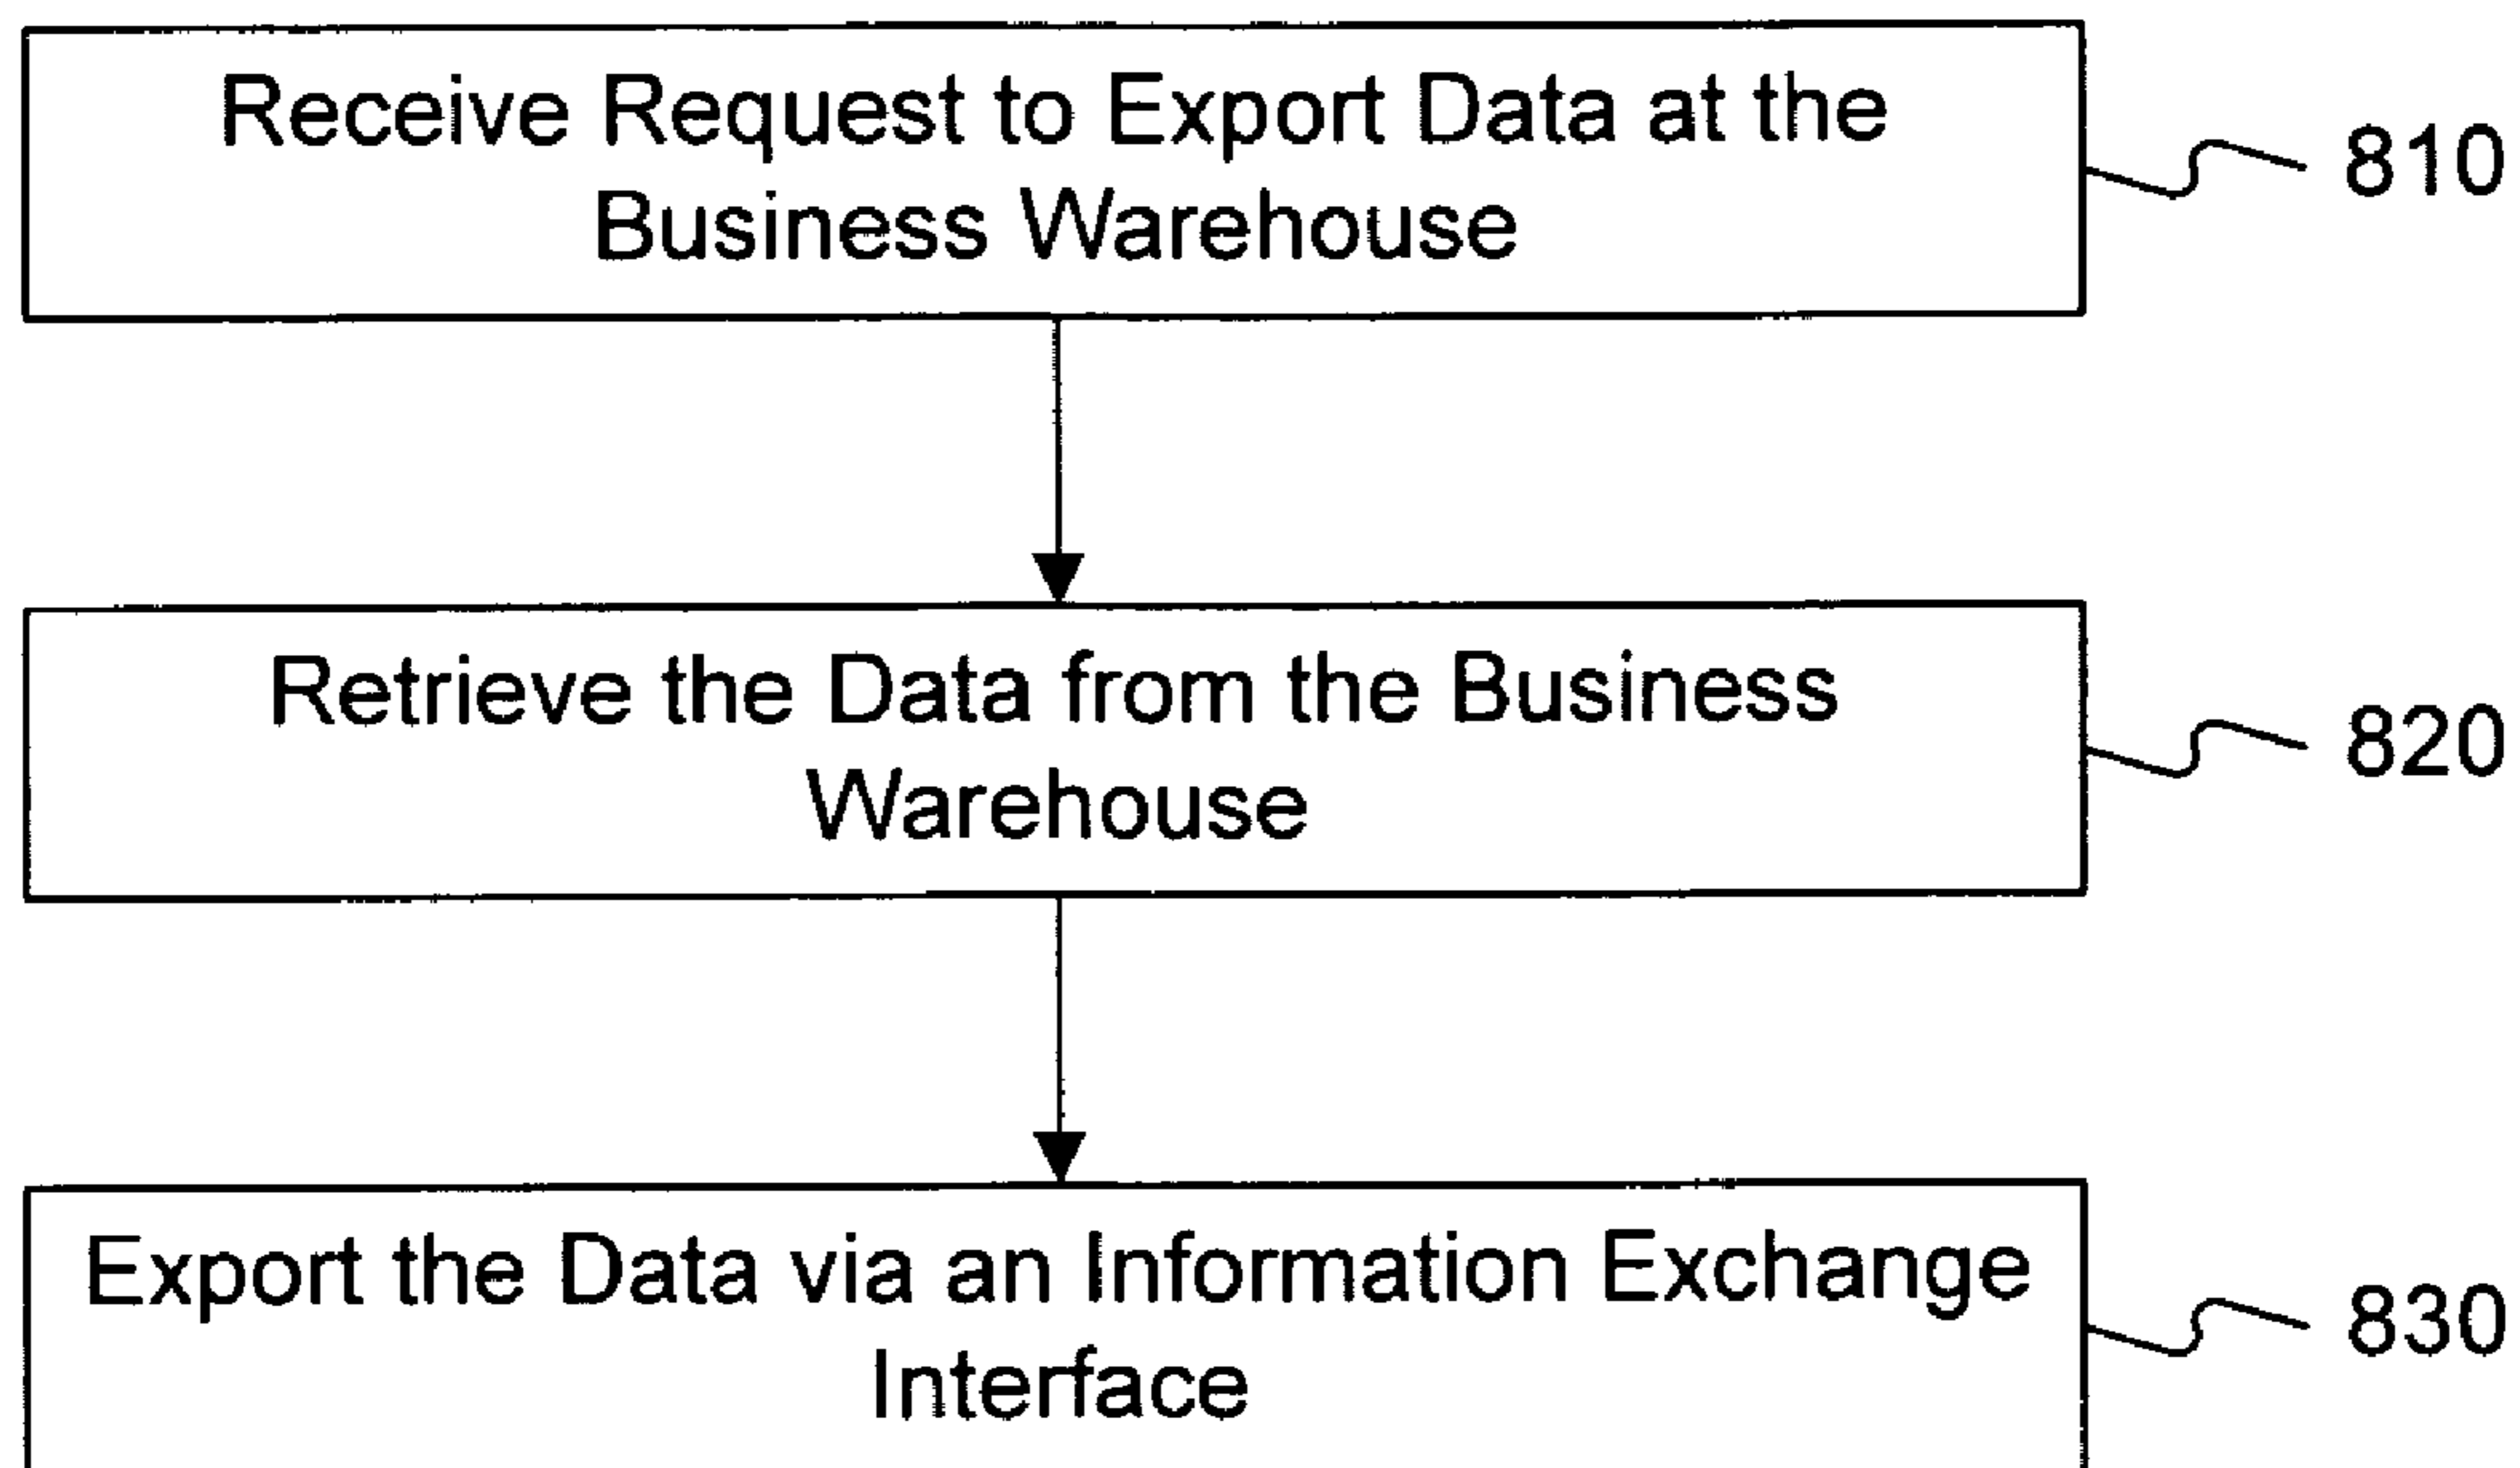 Receive Request to Export Data at the
Business Warehouse
810
Retrieve the Data from the Business
Warehouse
820
Export the Data via an Information Exchange
Interface
830